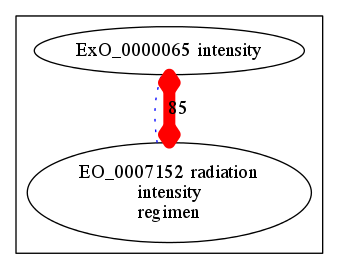 ExO_0000065 intensity
85
EO_0007152 radiation
intensity
regimen